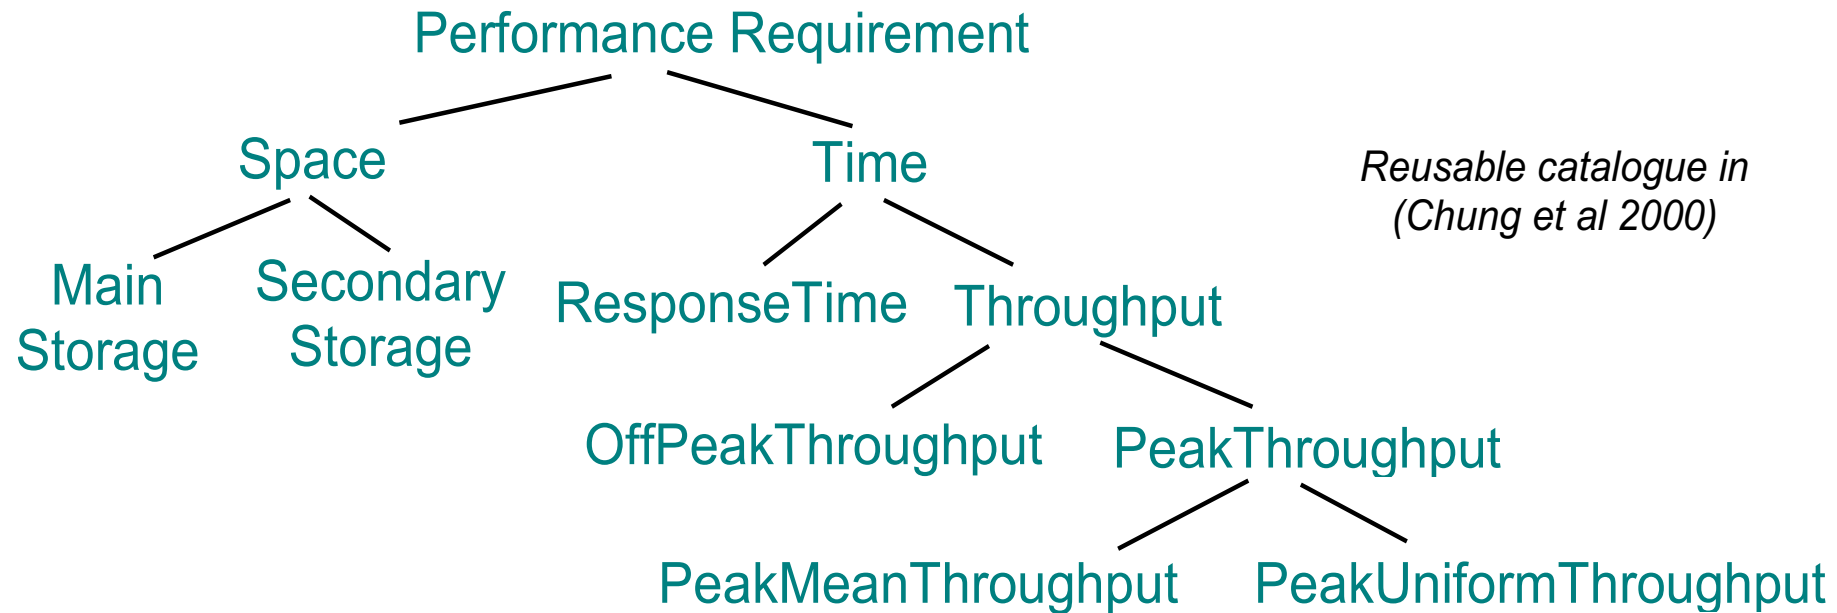 Performance Requirement
Space
Time
Reusable catalogue in
(Chung et al 2000)
Main
Storage
Secondary
Storage
ResponseTime
Throughput
OffPeakThroughput
PeakThroughput
PeakMeanThroughput
PeakUniformThroughput